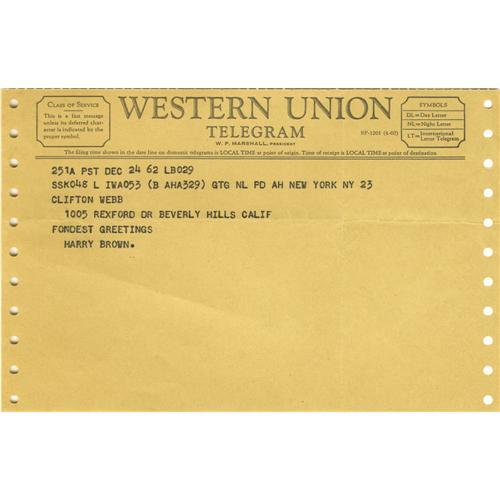 CLASS OF SERVICE
This is a fast message
unless its deferred char-
acter is indicated by the
proper symbol.
WESTERN UNION
TELEGRAM
W. P. MARSHALL, PRESIDENT
SF-1201 (4-60)
SYMBOLS
DL=Day Letter
NL=Night Letter
LT=International Letter Telegram
The filing time shown in the date line on domestic telegrams is LOCAL TIME at point of origin. Time of receipt is LOCAL TIME at point of destination
251A PST DEC 24 62 LB029
SSK048 L IWA053 (B AHA329) GTG NL PD AH NEW YORK NY 23
CLIFTON WEBB
1005 REXFORD DR BEVERLY HILLS CALIF
FONDEST GREETINGS
HARRY BROWN.